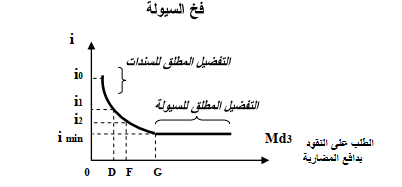 فخ السيولة
i
التفضيل المطلق للسندات
i0
i1
التفضيل المطلق للسيولة
i2
i min
Md3
الطلب على النقود
بدافع المضاربة
0 D F G